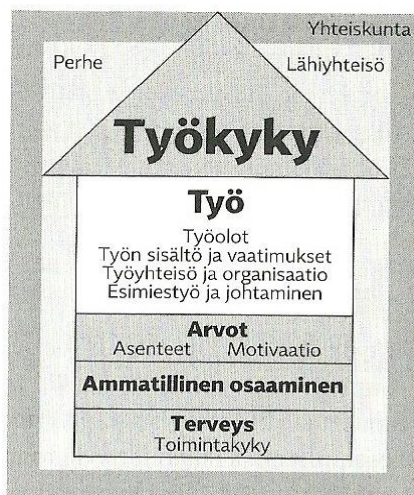 Yhteiskunta
Perhe
Lähiyhteisö
Työkyky
Työ
Työolot
Työn sisältö ja vaatimukset
Työyhteisö ja organisaatio
Esimiestyö ja johtaminen
Arvot
Asenteet Motivaatio
Ammatillinen osaaminen
Terveys
Toimintakyky